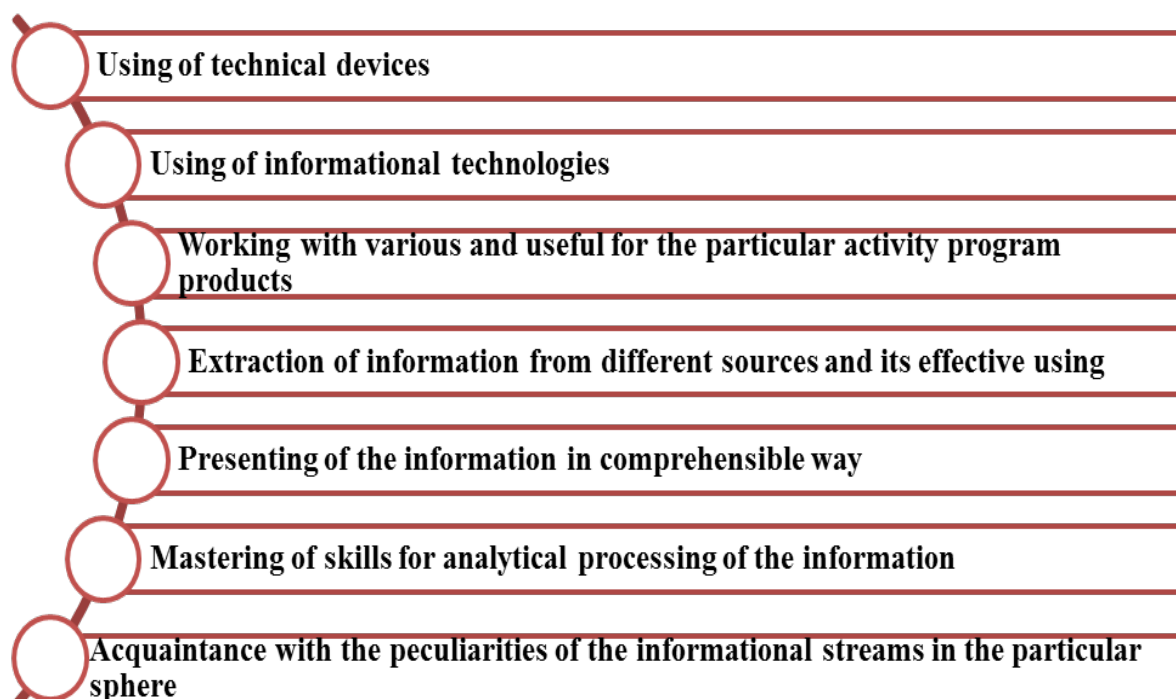 Using of technical devices
Using of informational technologies
Working with various and useful for the particular activity program
products
Extraction of information from different sources and its effective using
Presenting of the information in comprehensible way
Mastering of skills for analytical processing of the information
Acquaintance with the peculiarities of the informational streams in the particular
sphere